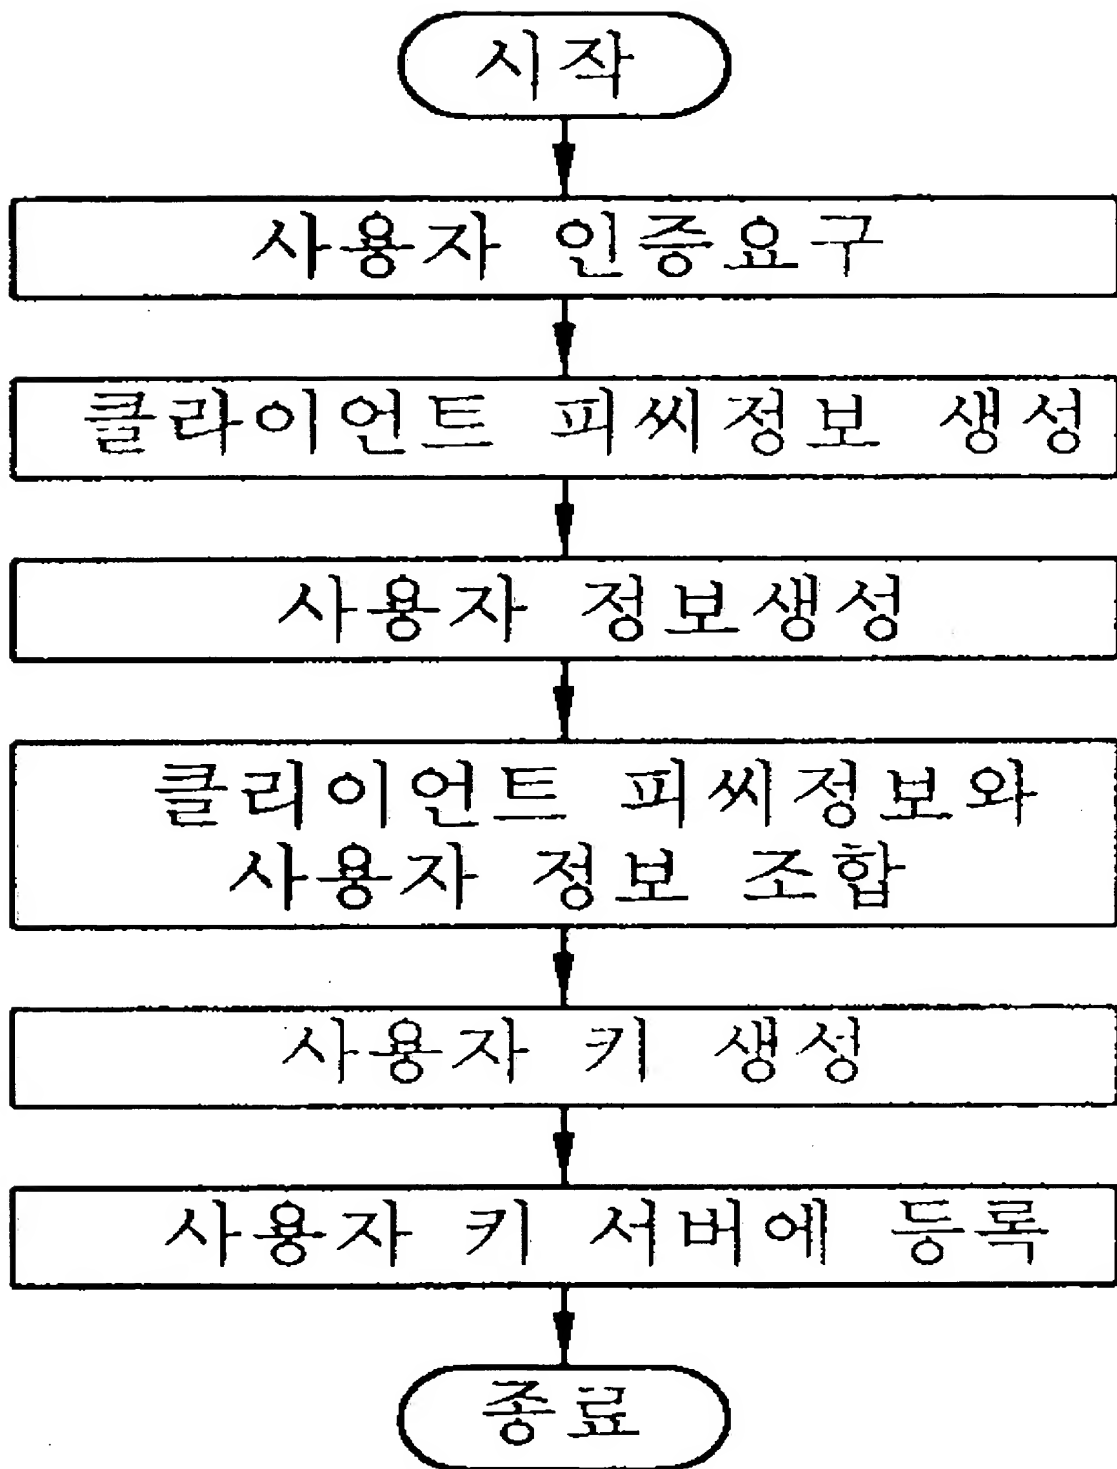 시작
사용자 인증요구
클라이언트 피씨정보 생성
사용자 정보생성
클리이언트 피씨정보와
사용자 정보 조합
사용자 키 생성
사용자 키 서버에 등록
종료